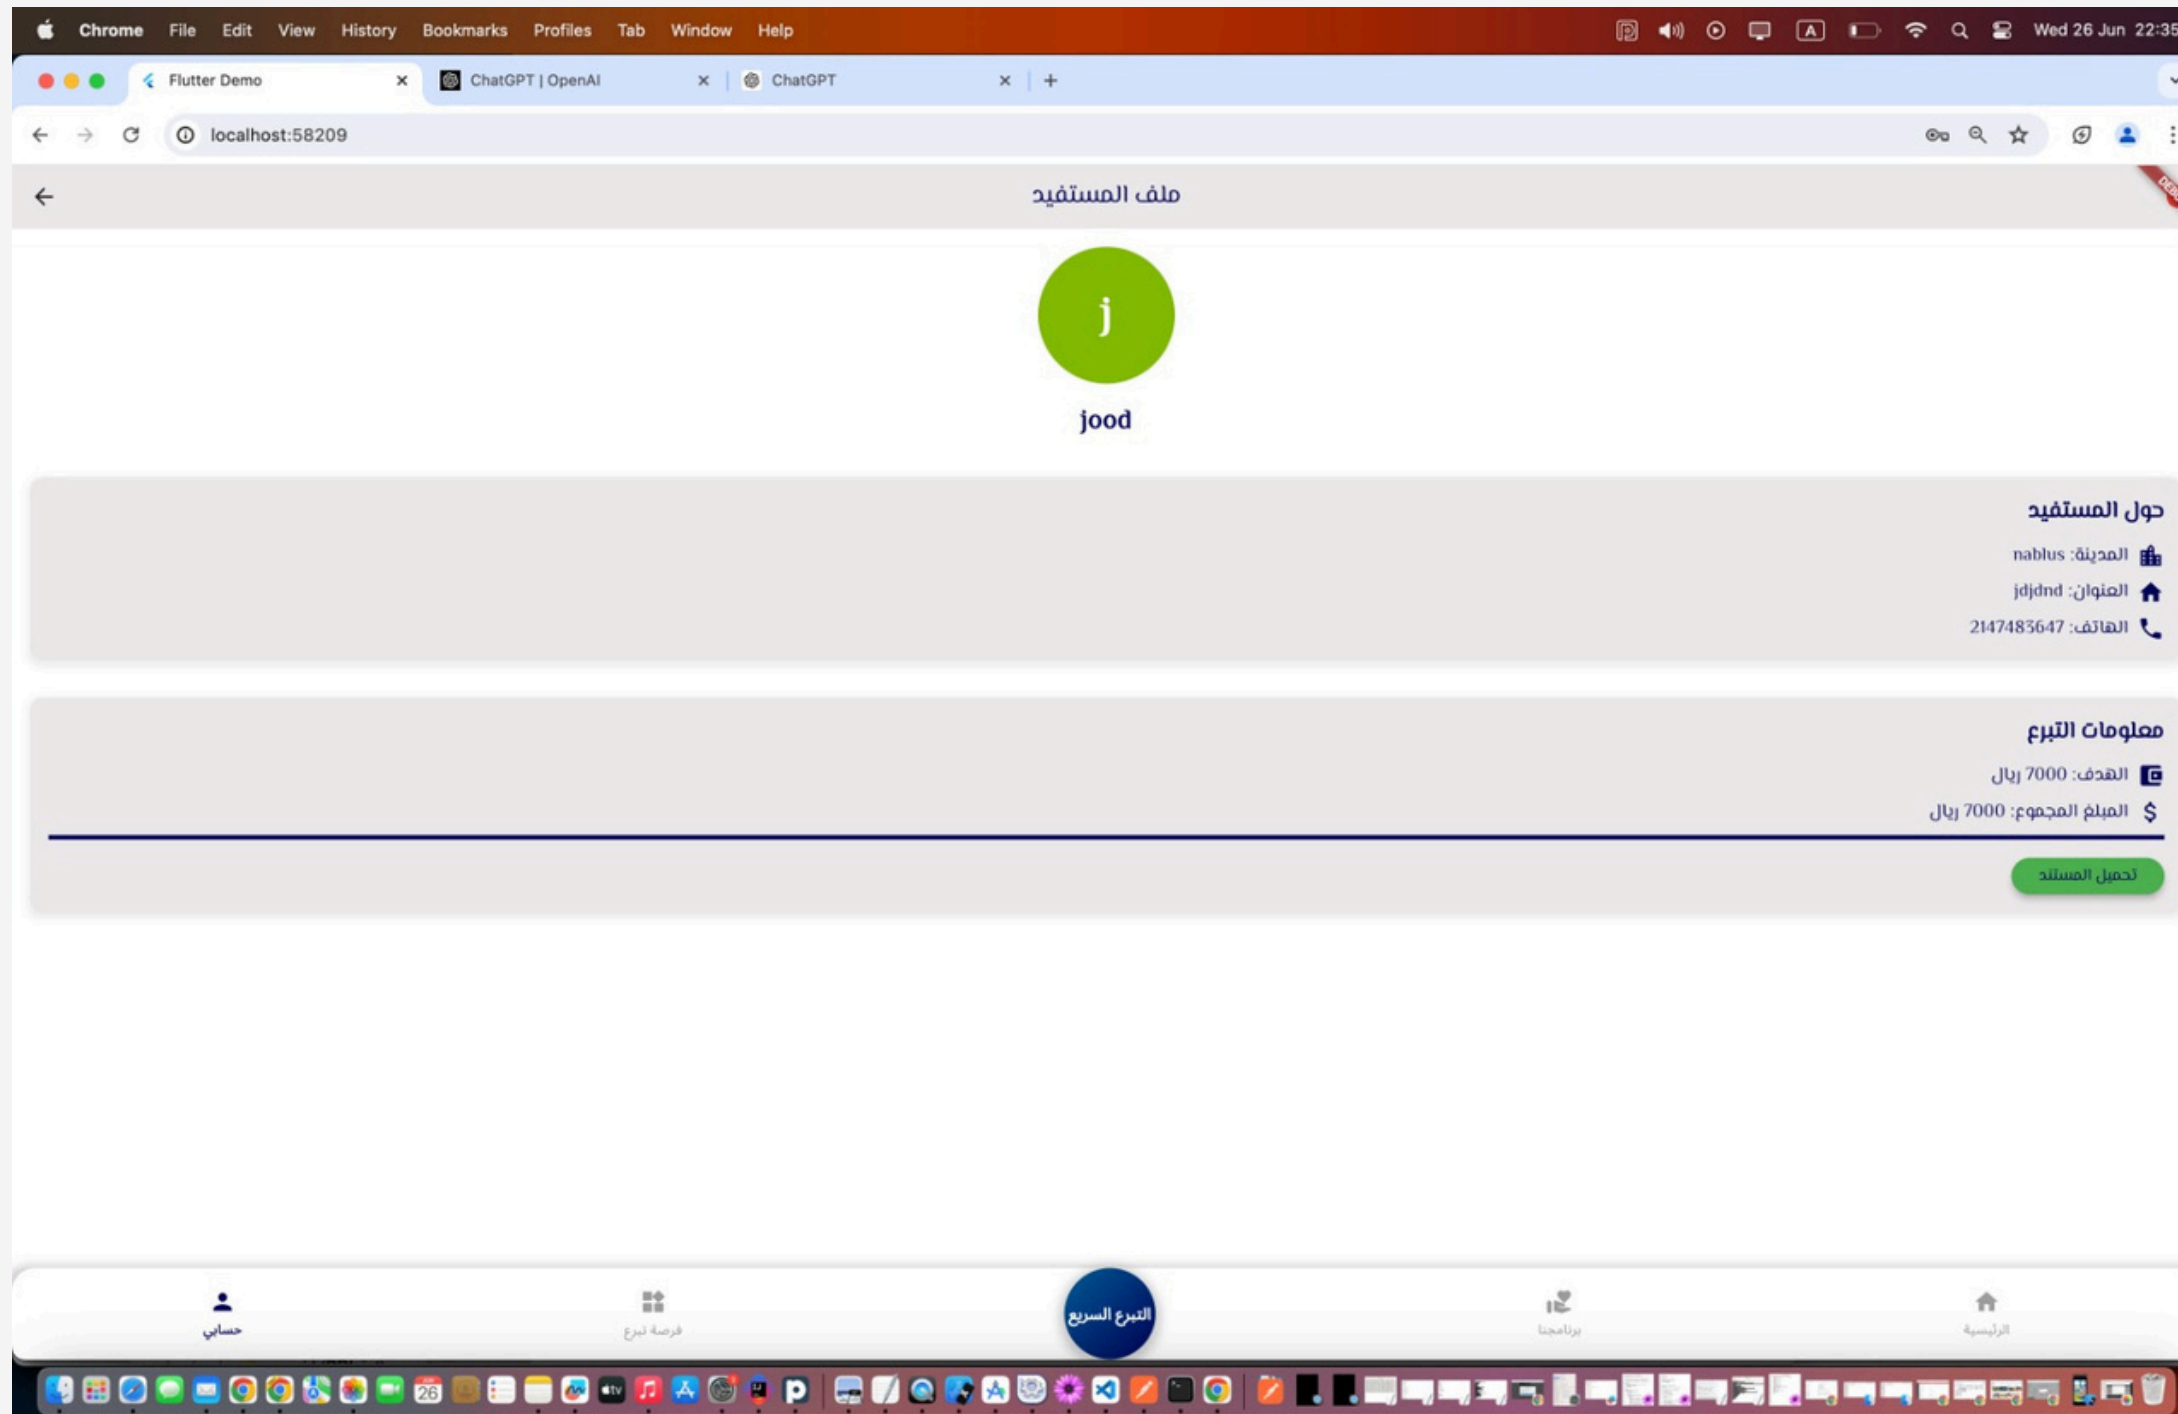 Chrome File Edit View History Bookmarks Profiles Tab Window Help Wed 26 Jun 22:35
Flutter Demo ChatGPT | OpenAI ChatGPT
localhost:58209
ملف المستفيد
j
jood
حول المستفيد
المدينة: nablus
العنوان: jdjdnd
الهاتف: 2147483647
معلومات التبرع
الهدف: 7000 ريال
المبلغ المجموع: 7000 ريال
تحميل المستند
الرئيسية
برنامجنا
التبرع السريع
فرصة تبرع
حسابي
26